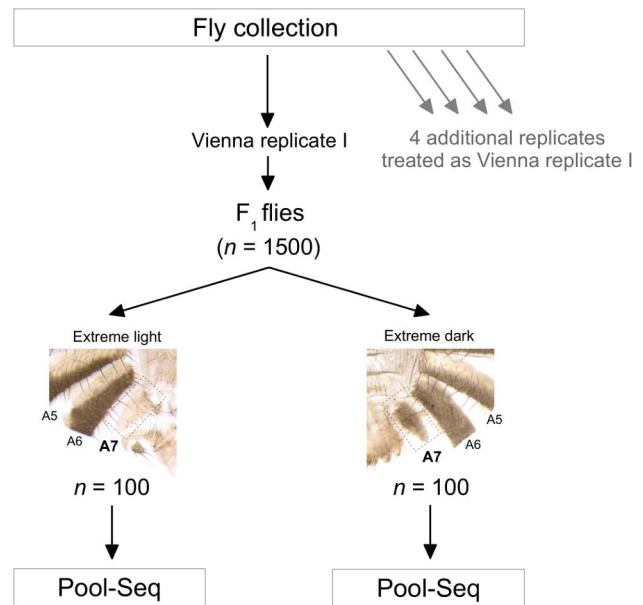 Fly collection
Vienna replicate I
4 additional replicates
treated as Vienna replicate I
F1 flies
(n = 1500)
Extreme light
Extreme dark
A5
A6
A7
A5
A6
A7
n = 100
n = 100
Pool-Seq
Pool-Seq